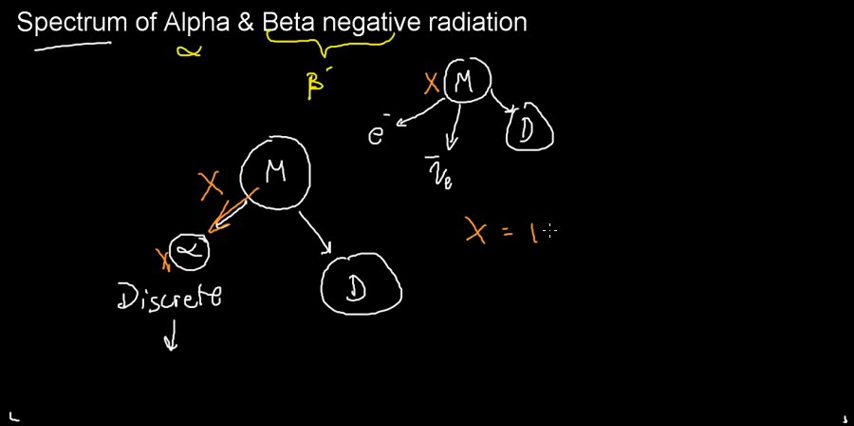 Spectrum of Alpha & Beta negative radiation
α
β⁻
X M
e⁻
ν̄e
D
M
X
X α
D
Discrete
X = 1